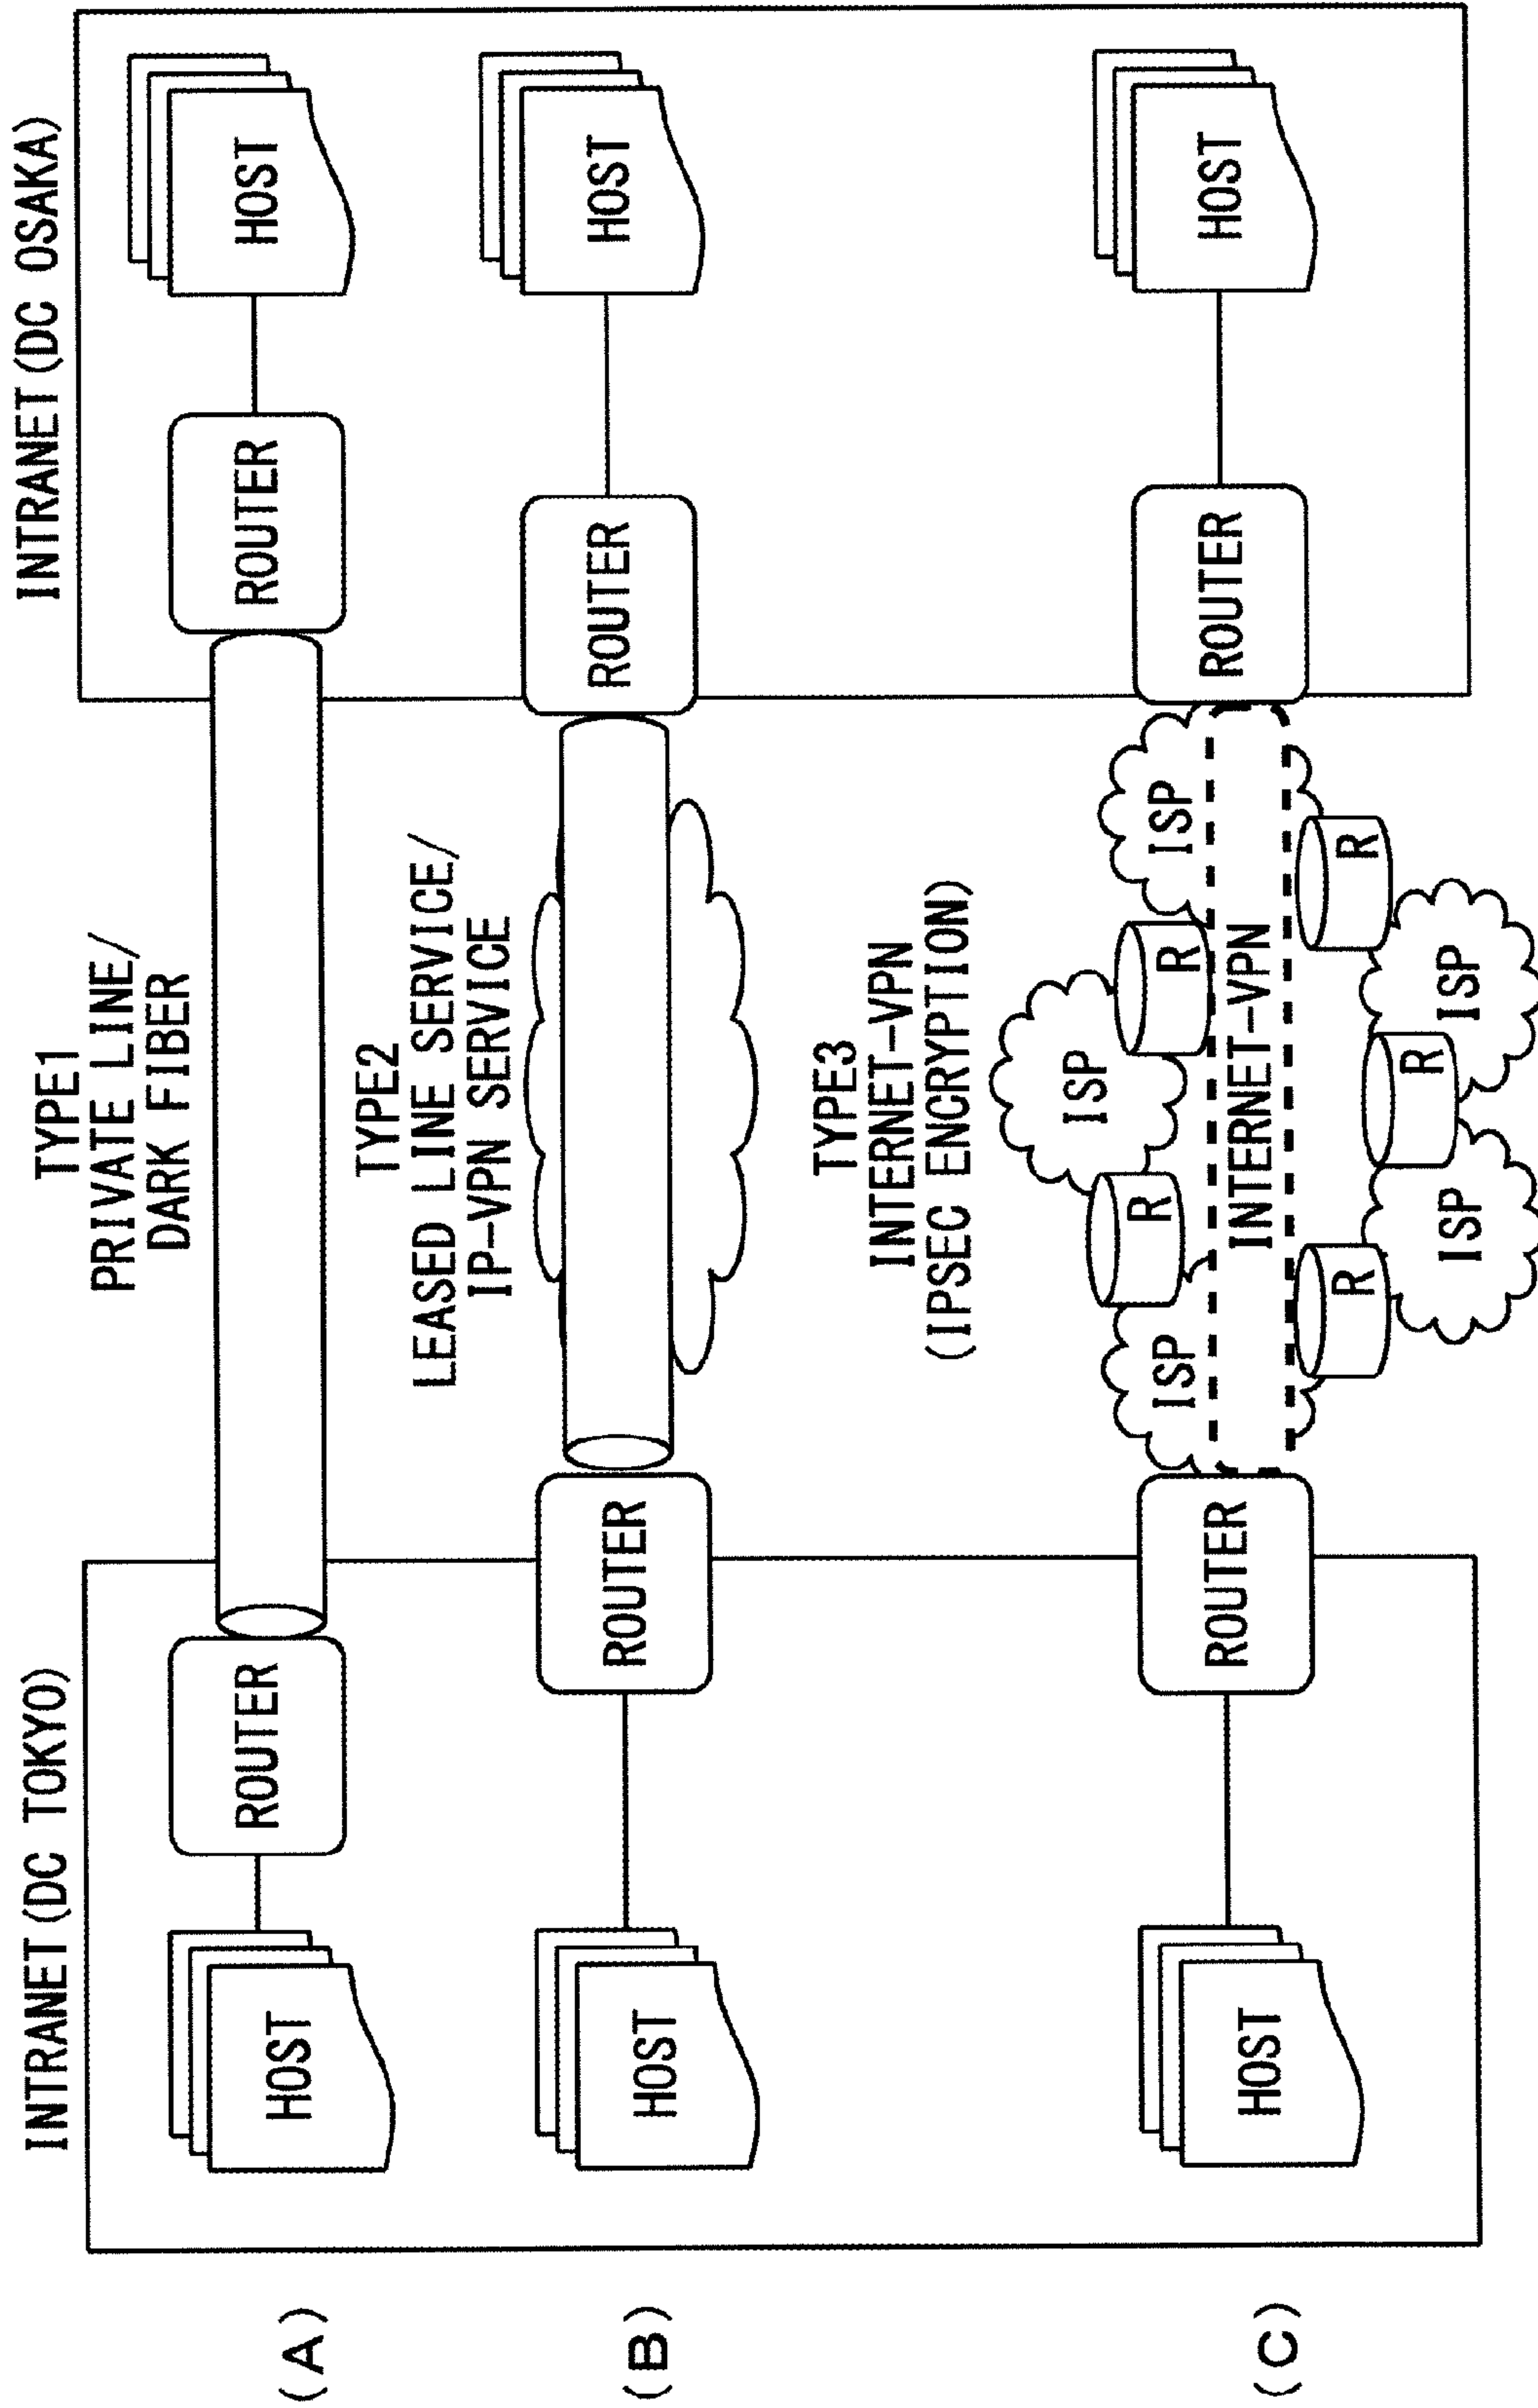 INTRANET(DC TOKYO)
INTRANET(DC OSAKA)
TYPE1
PRIVATE LINE/
DARK FIBER
(A)
HOST
ROUTER
ROUTER
HOST
TYPE2
LEASED LINE SERVICE/
IP-VPN SERVICE
(B)
HOST
ROUTER
ROUTER
HOST
TYPE3
INTERNET-VPN
(IPSEC ENCRYPTION)
ISP
R
R
ISP
ISP
(C)
HOST
ROUTER
INTERNET-VPN
ROUTER
HOST
R
R
R
ISP
ISP